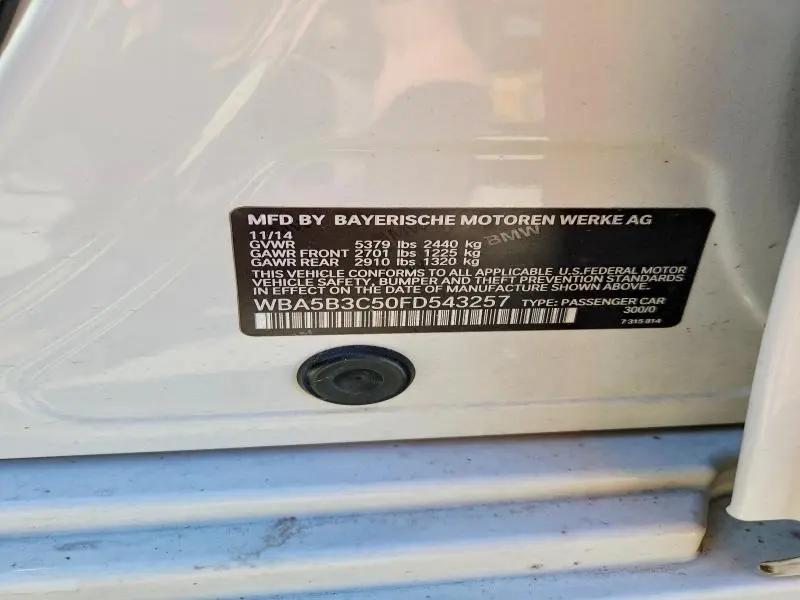 MFD BY BAYERISCHE MOTOREN WERKE AG
11/14
GVWR 5379 lbs 2440 kg
GAWR FRONT 2701 lbs 1225 kg
GAWR REAR 2910 lbs 1320 kg
BMW
THIS VEHICLE CONFORMS TO ALL APPLICABLE U.S.FEDERAL MOTOR
VEHICLE SAFETY, BUMPER AND THEFT PREVENTION STANDARDS
IN EFFECT ON THE DATE OF MANUFACTURE SHOWN ABOVE.
WBA5B3C50FD543257 TYPE: PASSENGER CAR
300/0
7 315 814